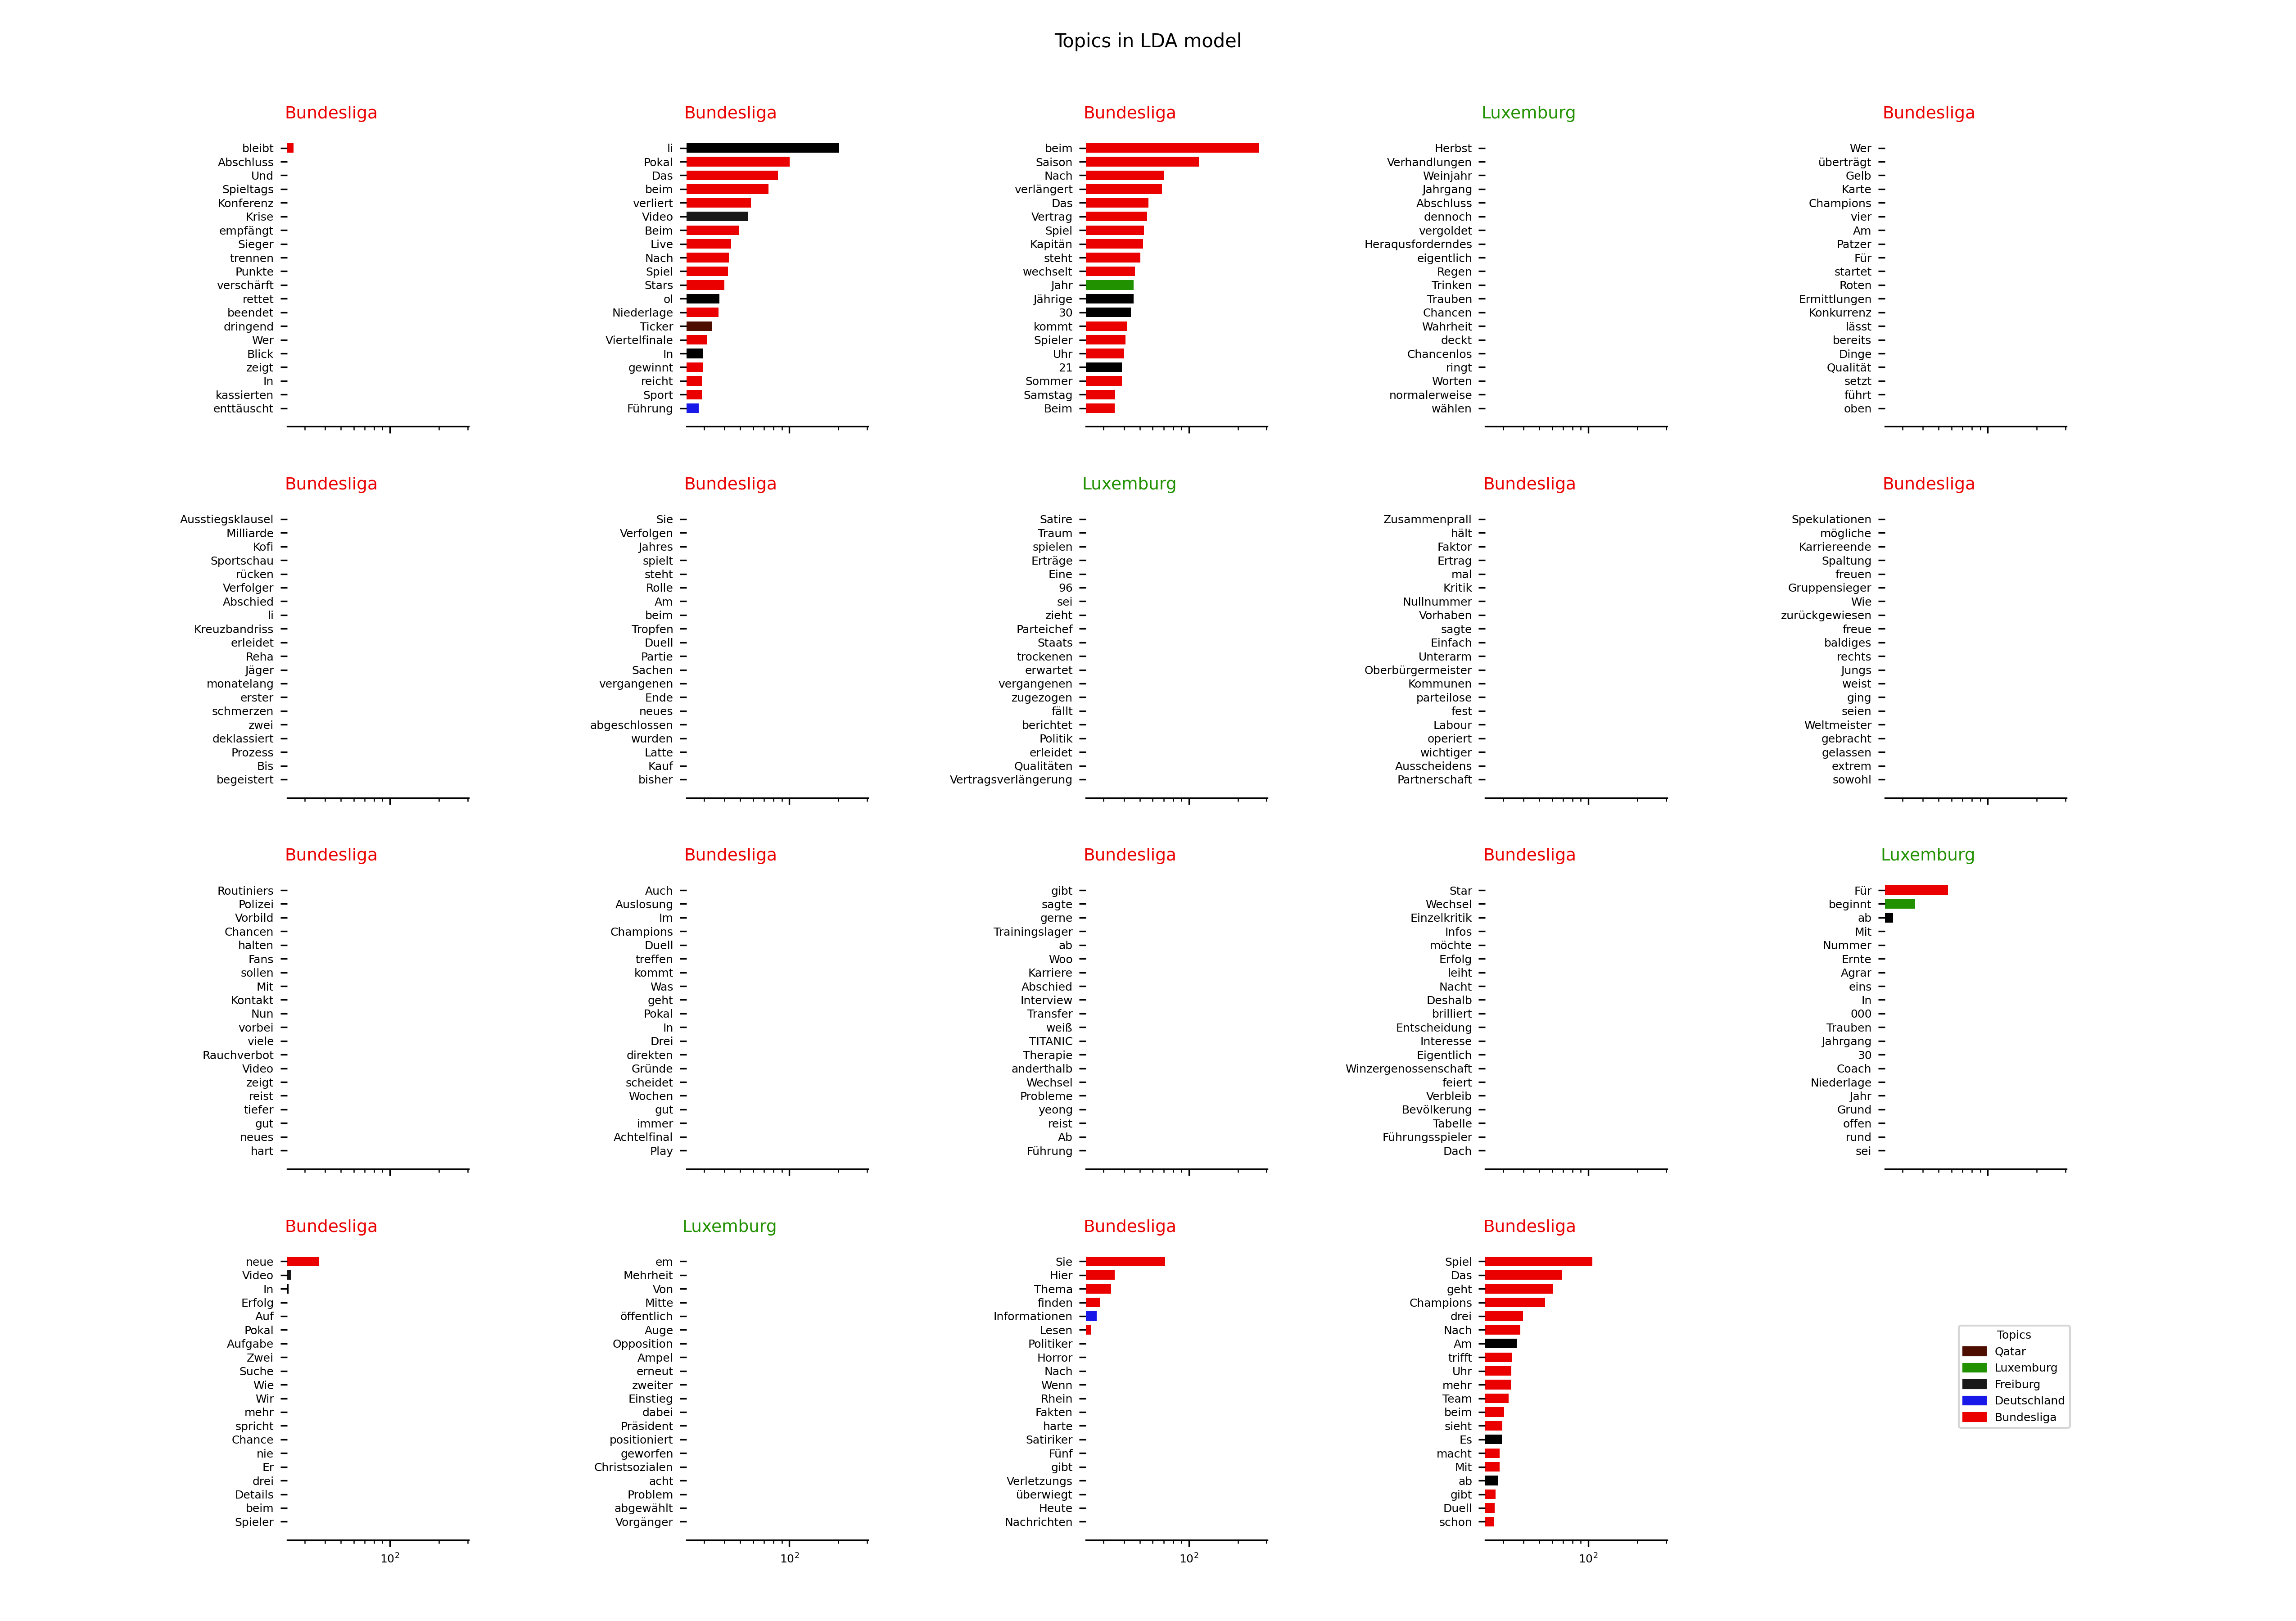 Topics in LDA model
Bundesliga
bleibt
Abschluss
Und
Spieltags
Konferenz
Krise
empfängt
Sieger
trennen
Punkte
verschärft
rettet
beendet
dringend
Wer
Blick
zeigt
In
kassierten
enttäuscht
Bundesliga
li
Pokal
Das
beim
verliert
Video
Beim
Live
Nach
Spiel
Stars
ol
Niederlage
Ticker
Viertelfinale
In
gewinnt
reicht
Sport
Führung
Bundesliga
beim
Saison
Nach
verlängert
Das
Vertrag
Spiel
Kapitän
steht
wechselt
Jahr
Jährige
30
kommt
Spieler
Uhr
21
Sommer
Samstag
Beim
Luxemburg
Herbst
Verhandlungen
Weinjahr
Jahrgang
Abschluss
dennoch
vergoldet
Heraqusforderndes
eigentlich
Regen
Trinken
Trauben
Chancen
Wahrheit
deckt
Chancenlos
ringt
Worten
normalerweise
wählen
Bundesliga
Wer
überträgt
Gelb
Karte
Champions
vier
Am
Patzer
Für
startet
Roten
Ermittlungen
Konkurrenz
lässt
bereits
Dinge
Qualität
setzt
führt
oben
Bundesliga
Ausstiegsklausel
Milliarde
Kofi
Sportschau
rücken
Verfolger
Abschied
li
Kreuzbandriss
erleidet
Reha
Jäger
monatelang
erster
schmerzen
zwei
deklassiert
Prozess
Bis
begeistert
Bundesliga
Sie
Verfolgen
Jahres
spielt
steht
Rolle
Am
beim
Tropfen
Duell
Partie
Sachen
vergangenen
Ende
neues
abgeschlossen
wurden
Latte
Kauf
bisher
Luxemburg
Satire
Traum
spielen
Erträge
Eine
96
sei
zieht
Parteichef
Staats
trockenen
erwartet
vergangenen
zugezogen
fällt
berichtet
Politik
erleidet
Qualitäten
Vertragsverlängerung
Bundesliga
Zusammenprall
hält
Faktor
Ertrag
mal
Kritik
Nullnummer
Vorhaben
sagte
Einfach
Unterarm
Oberbürgermeister
Kommunen
parteilose
fest
Labour
operiert
wichtiger
Ausscheidens
Partnerschaft
Bundesliga
Spekulationen
mögliche
Karriereende
Spaltung
freuen
Gruppensieger
Wie
zurückgewiesen
freue
baldiges
rechts
Jungs
weist
ging
seien
Weltmeister
gebracht
gelassen
extrem
sowohl
Bundesliga
Routiniers
Polizei
Vorbild
Chancen
halten
Fans
sollen
Mit
Kontakt
Nun
vorbei
viele
Rauchverbot
Video
zeigt
reist
tiefer
gut
neues
hart
Bundesliga
Auch
Auslosung
Im
Champions
Duell
treffen
kommt
Was
geht
Pokal
In
Drei
direkten
Gründe
scheidet
Wochen
gut
immer
Achtelfinal
Play
Bundesliga
gibt
sagte
gerne
Trainingslager
ab
Woo
Karriere
Abschied
Interview
Transfer
weiß
TITANIC
Therapie
anderthalb
Wechsel
Probleme
yeong
reist
Ab
Führung
Bundesliga
Star
Wechsel
Einzelkritik
Infos
möchte
Erfolg
leiht
Nacht
Deshalb
brilliert
Entscheidung
Interesse
Eigentlich
Winzergenossenschaft
feiert
Verbleib
Bevölkerung
Tabelle
Führungsspieler
Dach
Luxemburg
Für
beginnt
ab
Mit
Nummer
Ernte
Agrar
eins
In
000
Trauben
Jahrgang
30
Coach
Niederlage
Jahr
Grund
offen
rund
sei
Bundesliga
neue
Video
In
Erfolg
Auf
Pokal
Aufgabe
Zwei
Suche
Wie
Wir
mehr
spricht
Chance
nie
Er
drei
Details
beim
Spieler
10²
Luxemburg
em
Mehrheit
Von
Mitte
öffentlich
Auge
Opposition
Ampel
erneut
zweiter
Einstieg
dabei
Präsident
positioniert
geworfen
Christsozialen
acht
Problem
abgewählt
Vorgänger
10²
Bundesliga
Sie
Hier
Thema
finden
Informationen
Lesen
Politiker
Horror
Nach
Wenn
Rhein
Fakten
harte
Satiriker
Fünf
gibt
Verletzungs
überwiegt
Heute
Nachrichten
10²
Bundesliga
Spiel
Das
geht
Champions
drei
Nach
Am
trifft
Uhr
mehr
Team
beim
sieht
Es
macht
Mit
ab
gibt
Duell
schon
10²
Topics
Qatar
Luxemburg
Freiburg
Deutschland
Bundesliga